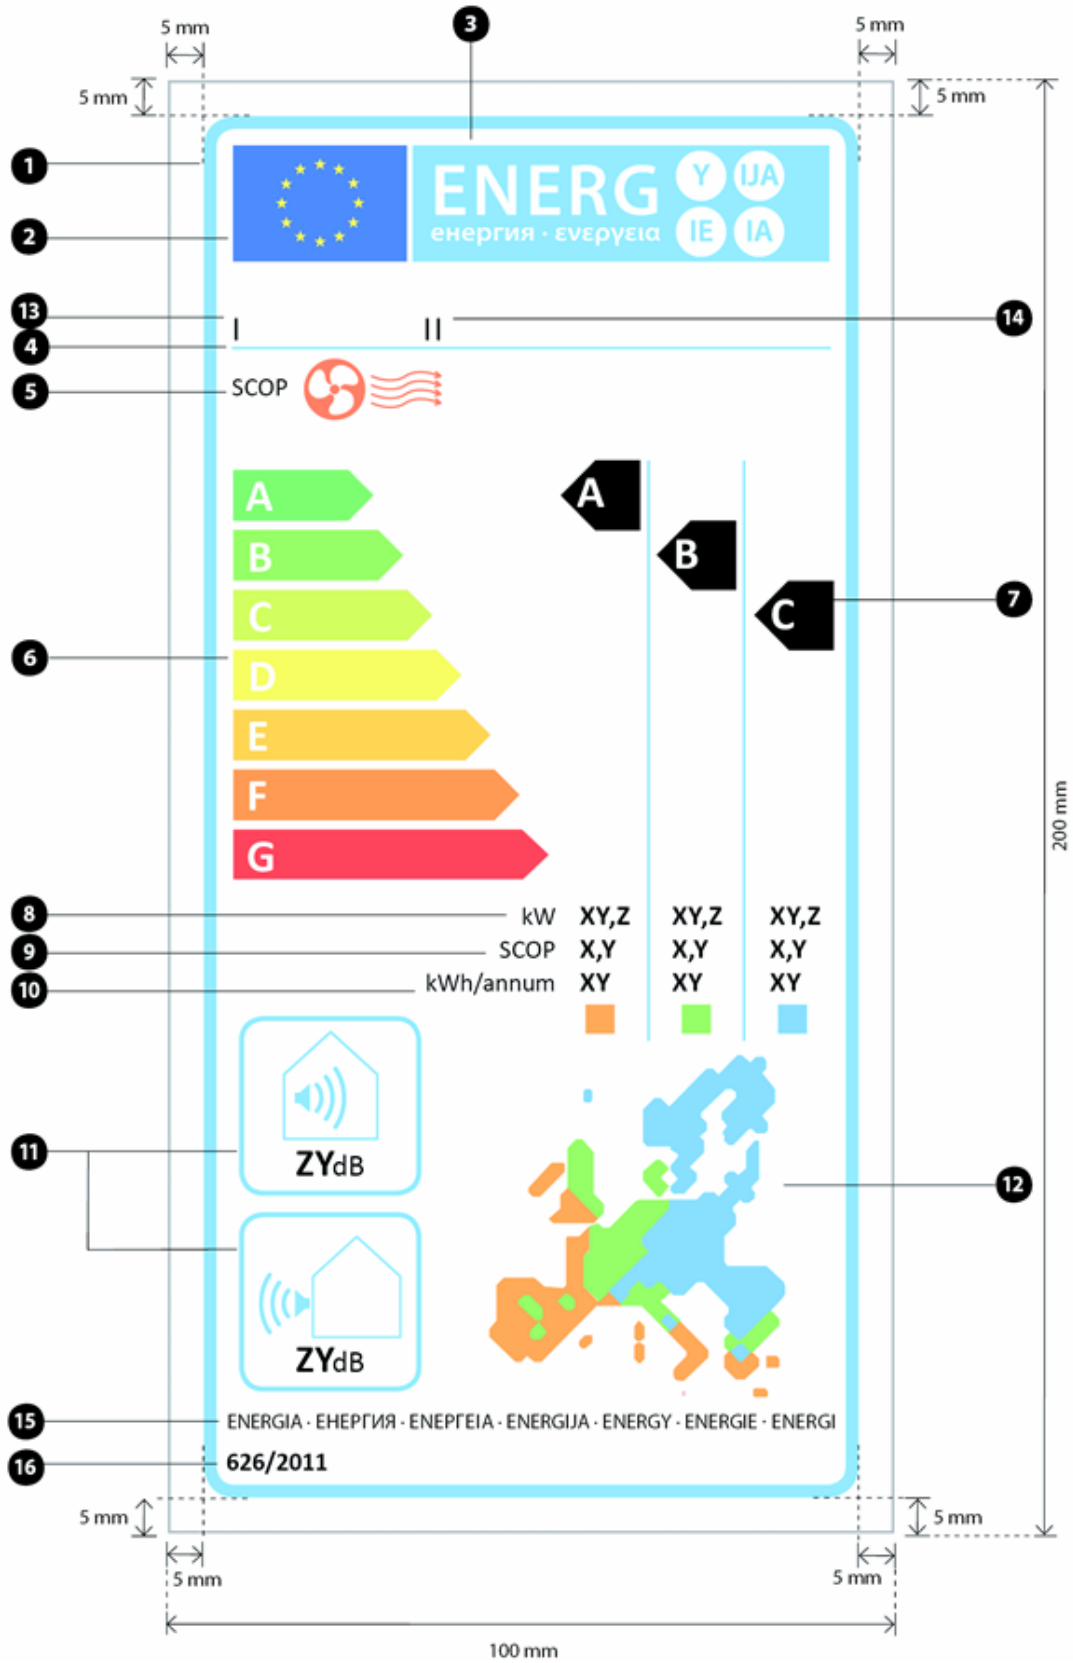 3
5 mm
5 mm
5 mm
5 mm
1
ENERG
Y
IJA
2
енергия · ενεργεια
IE
IA
13
I
II
14
4
5
SCOP
A
A
B
B
C
C
7
6
D
E
F
G
200 mm
8
kW
XY,Z
XY,Z
XY,Z
9
SCOP
X,Y
X,Y
X,Y
10
kWh/annum
XY
XY
XY
11
ZYdB
12
ZYdB
15
ENERGIA · ЕНЕРГИЯ · ΕΝΕΡΓΕΙΑ · ENERGIJA · ENERGY · ENERGIE · ENERGI
16
626/2011
5 mm
5 mm
5 mm
5 mm
100 mm